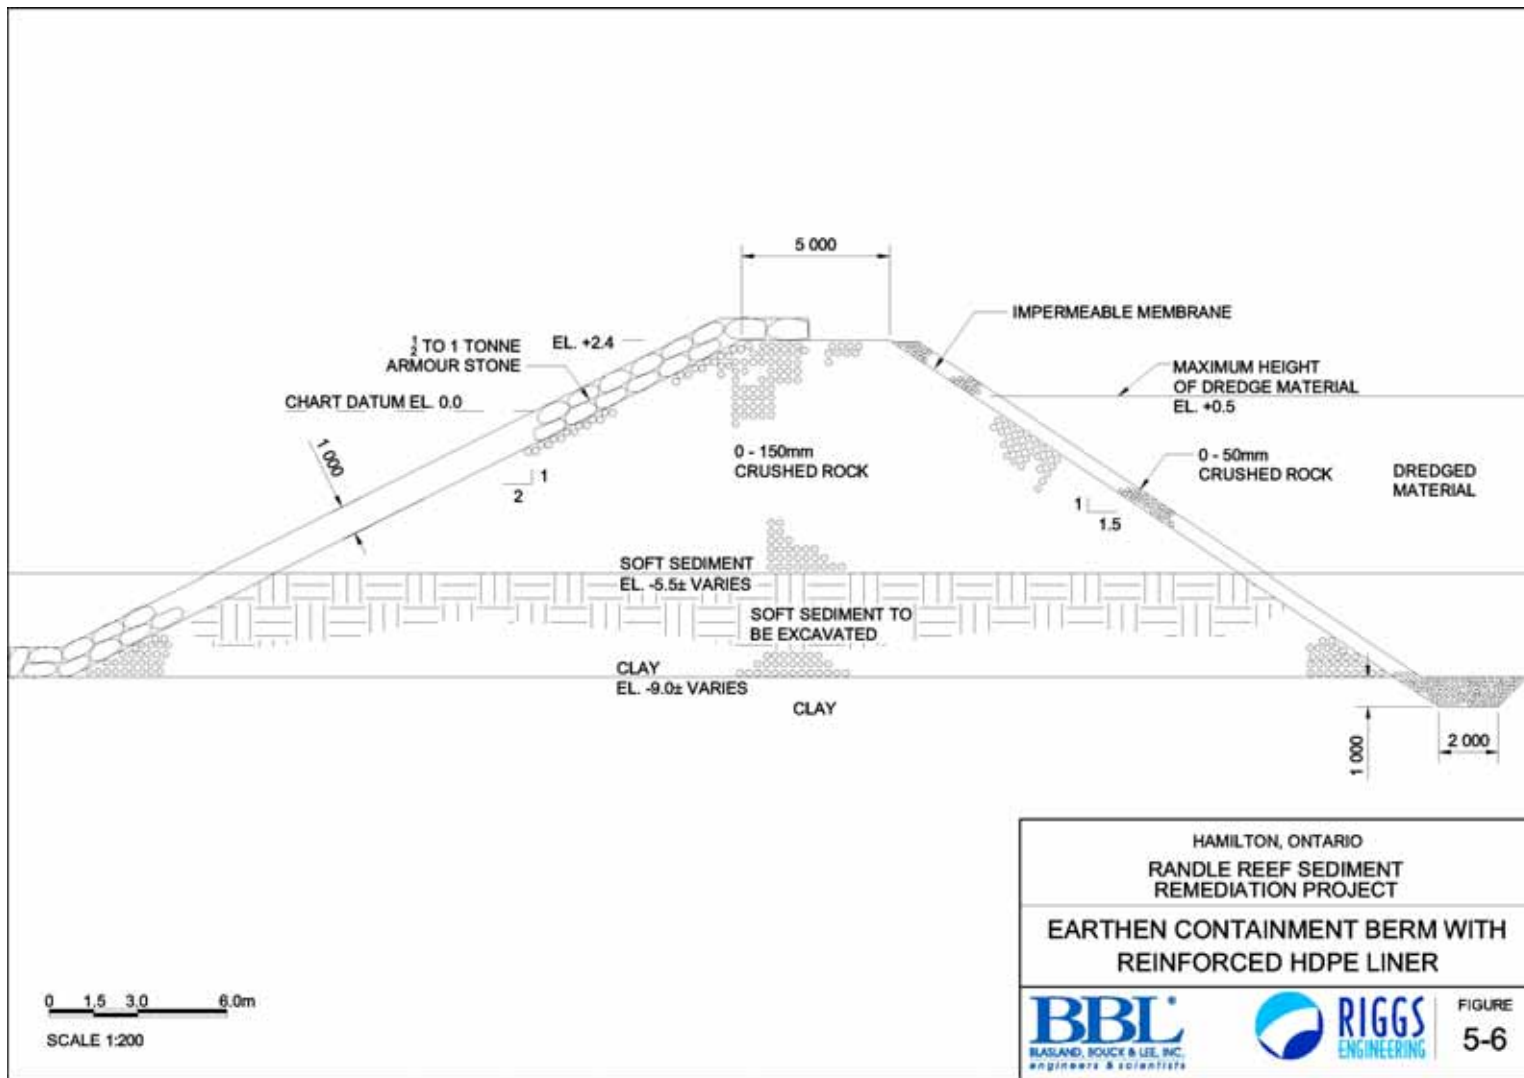 5 000
IMPERMEABLE MEMBRANE
½ TO 1 TONNE
ARMOUR STONE
EL. +2.4
MAXIMUM HEIGHT
OF DREDGE MATERIAL
EL. +0.5
CHART DATUM EL. 0.0
1 000
0 - 150mm
CRUSHED ROCK
0 - 50mm
CRUSHED ROCK
DREDGED
MATERIAL
1
2
1
1.5
SOFT SEDIMENT
EL. -5.5± VARIES
SOFT SEDIMENT TO
BE EXCAVATED
CLAY
EL. -9.0± VARIES
CLAY
1 000
2 000
HAMILTON, ONTARIO
RANDLE REEF SEDIMENT
REMEDIATION PROJECT
EARTHEN CONTAINMENT BERM WITH
REINFORCED HDPE LINER
0 1.5 3.0 6.0m
SCALE 1:200
BBL
BLASLAND, BOUCK & LEE, INC.
engineers & scientists
RIGGS
ENGINEERING
FIGURE
5-6